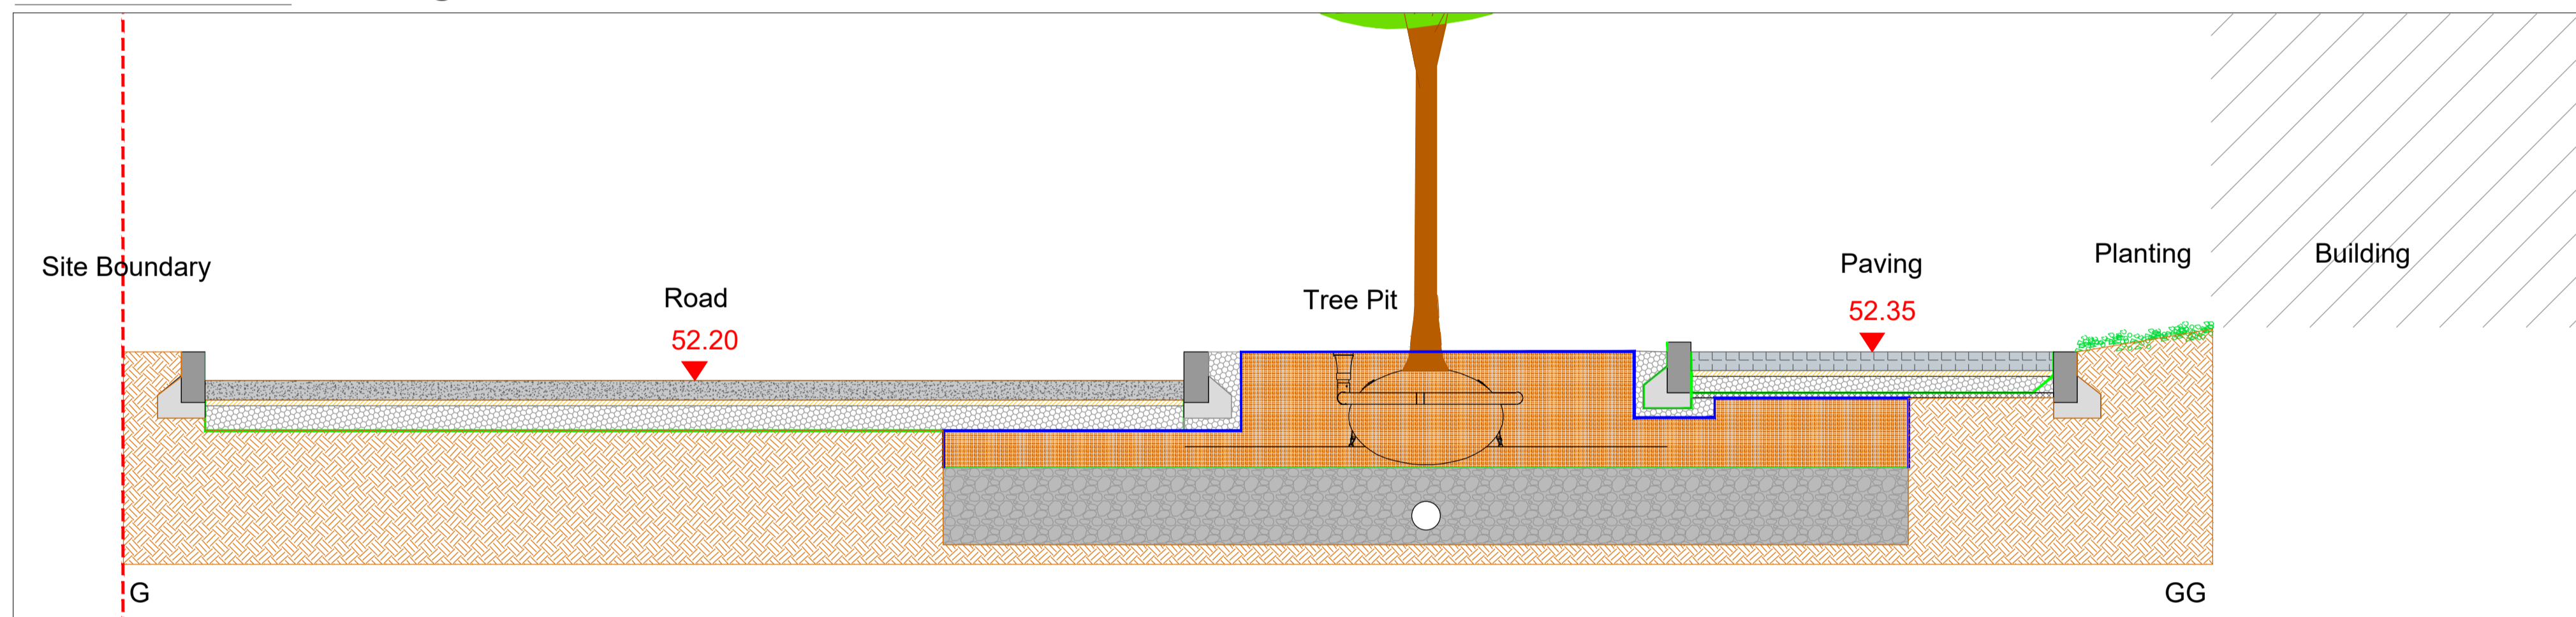 Site Boundary
Road
52.20
Tree Pit
Paving
52.35
Planting
Building
G
GG